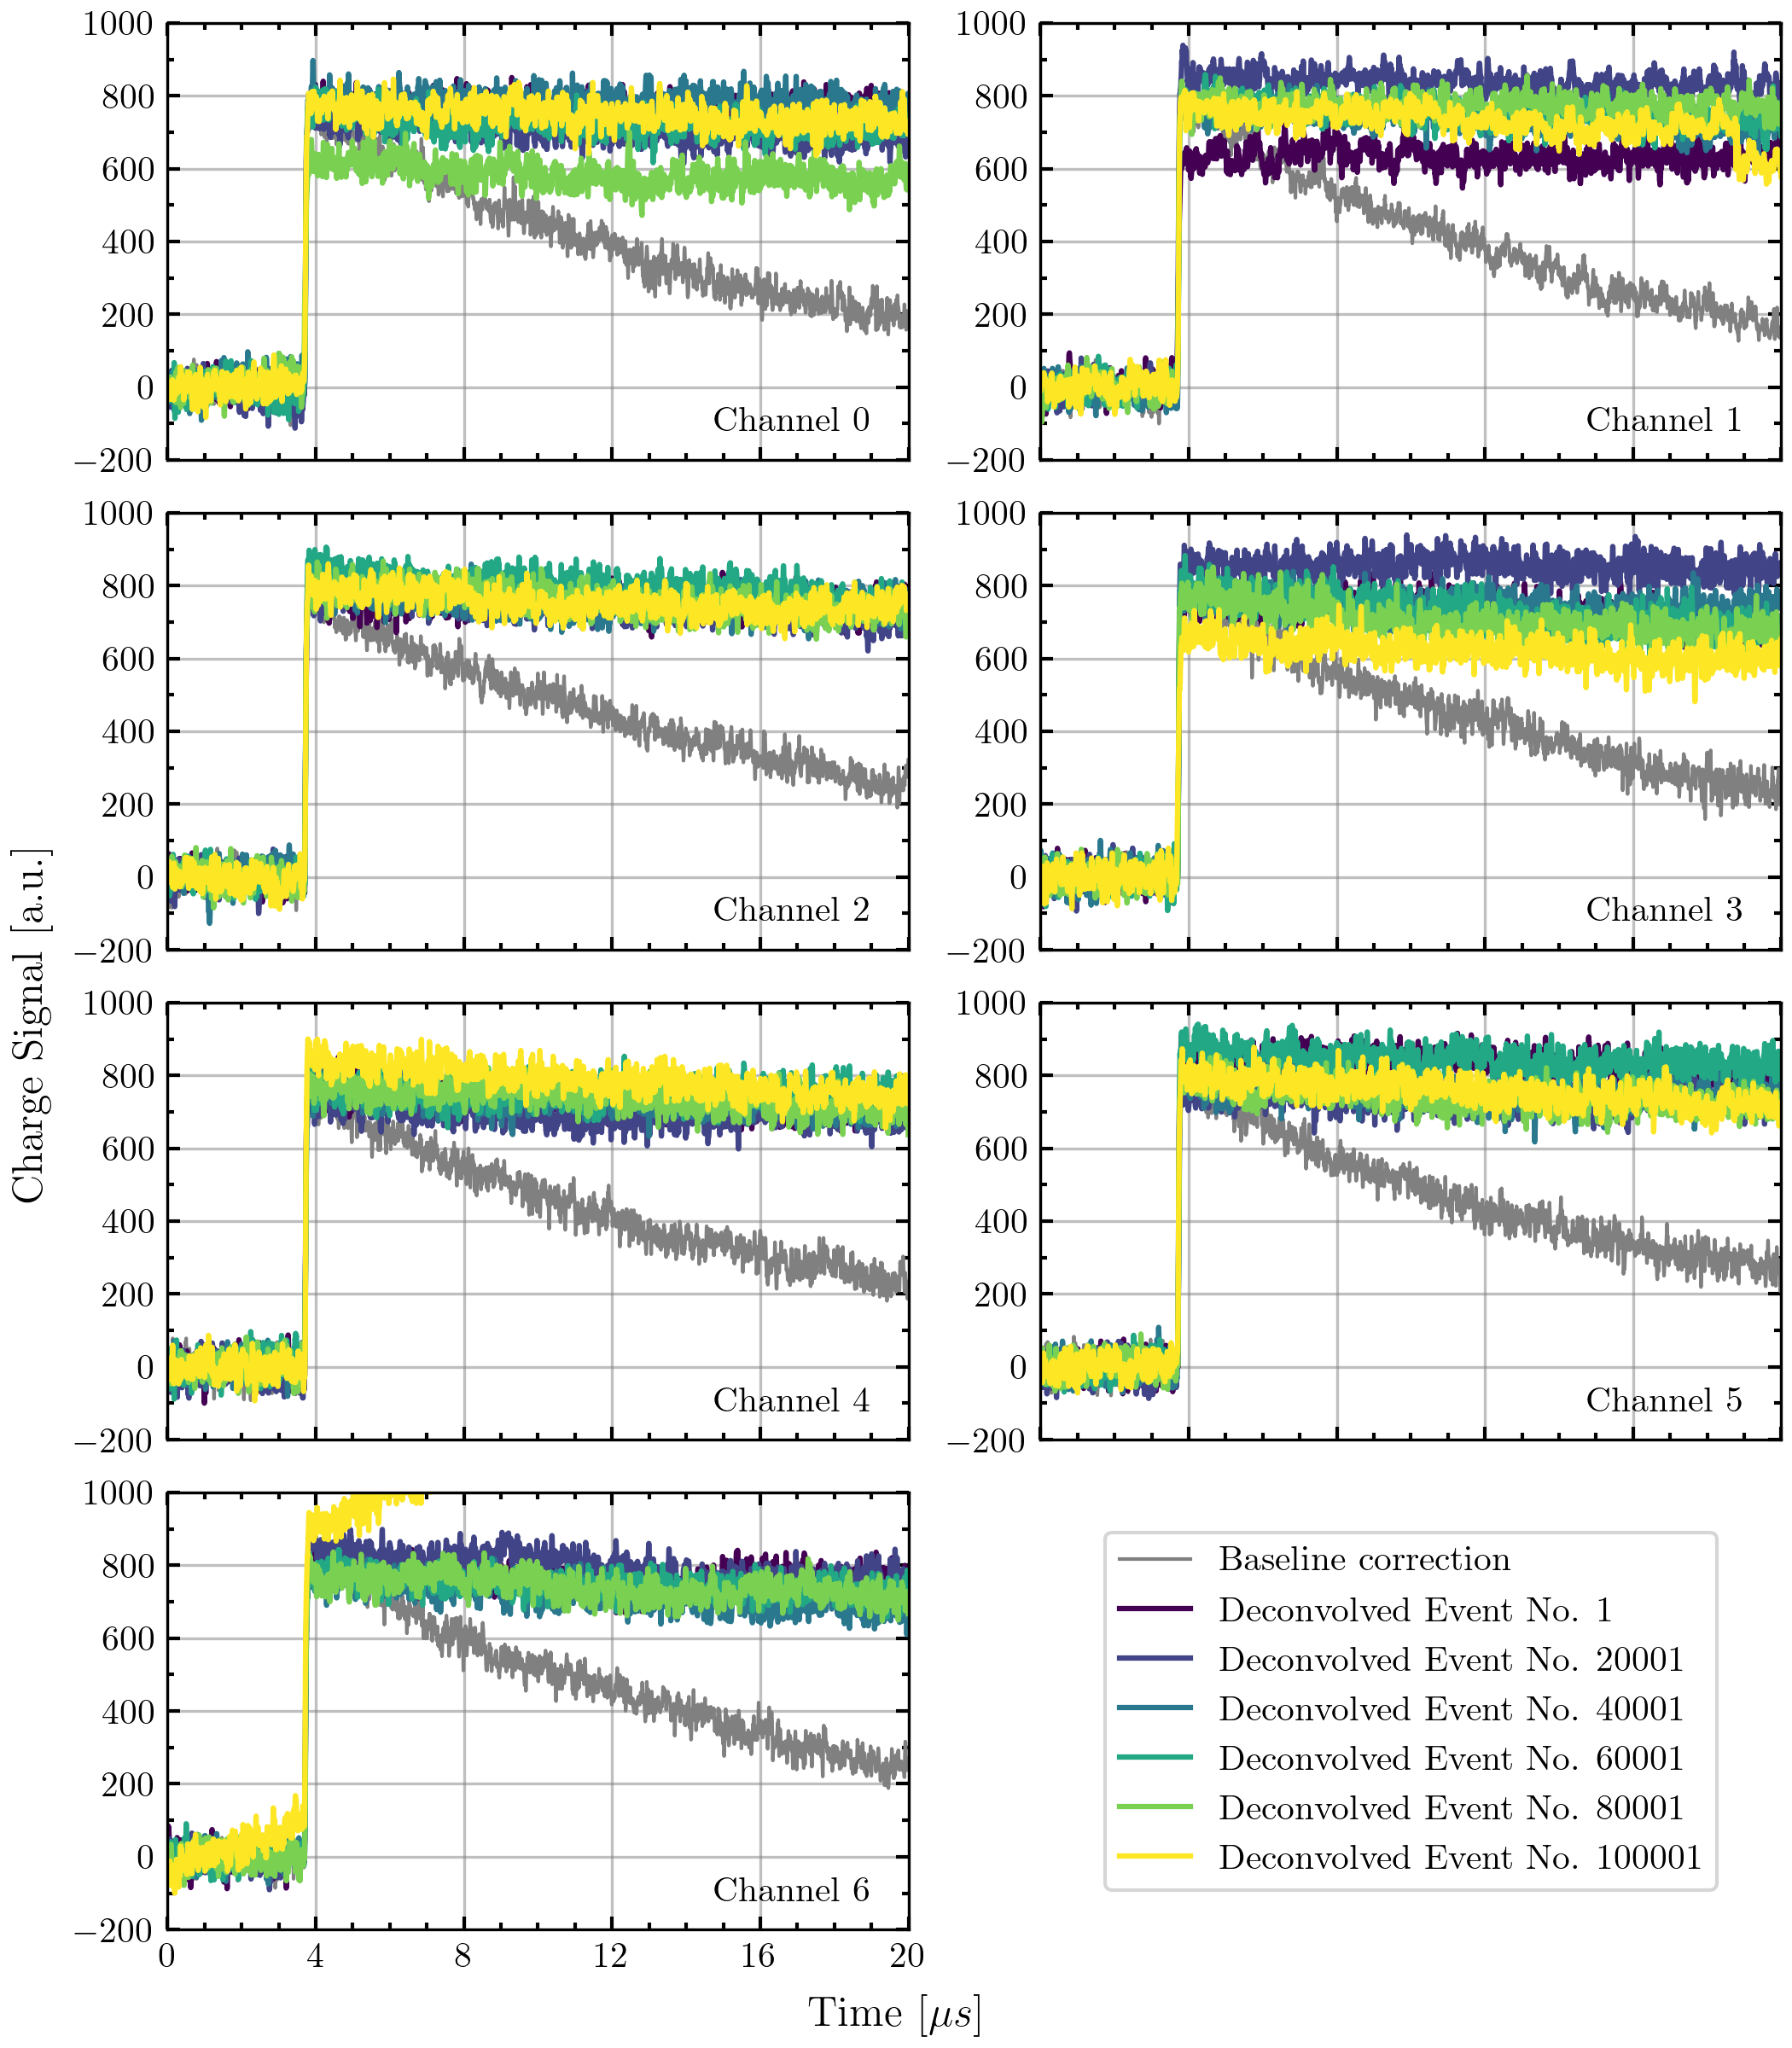 1000
800
600
400
200
0
−200
Channel 0
1000
800
600
400
200
0
−200
Channel 1
1000
800
600
400
200
0
−200
Channel 2
1000
800
600
400
200
0
−200
Channel 3
1000
800
600
400
200
0
−200
Channel 4
1000
800
600
400
200
0
−200
Channel 5
1000
800
600
400
200
0
−200
Channel 6
0 4 8 12 16 20
Charge Signal [a.u.]
Time [μs]
Baseline correction
Deconvolved Event No. 1
Deconvolved Event No. 20001
Deconvolved Event No. 40001
Deconvolved Event No. 60001
Deconvolved Event No. 80001
Deconvolved Event No. 100001